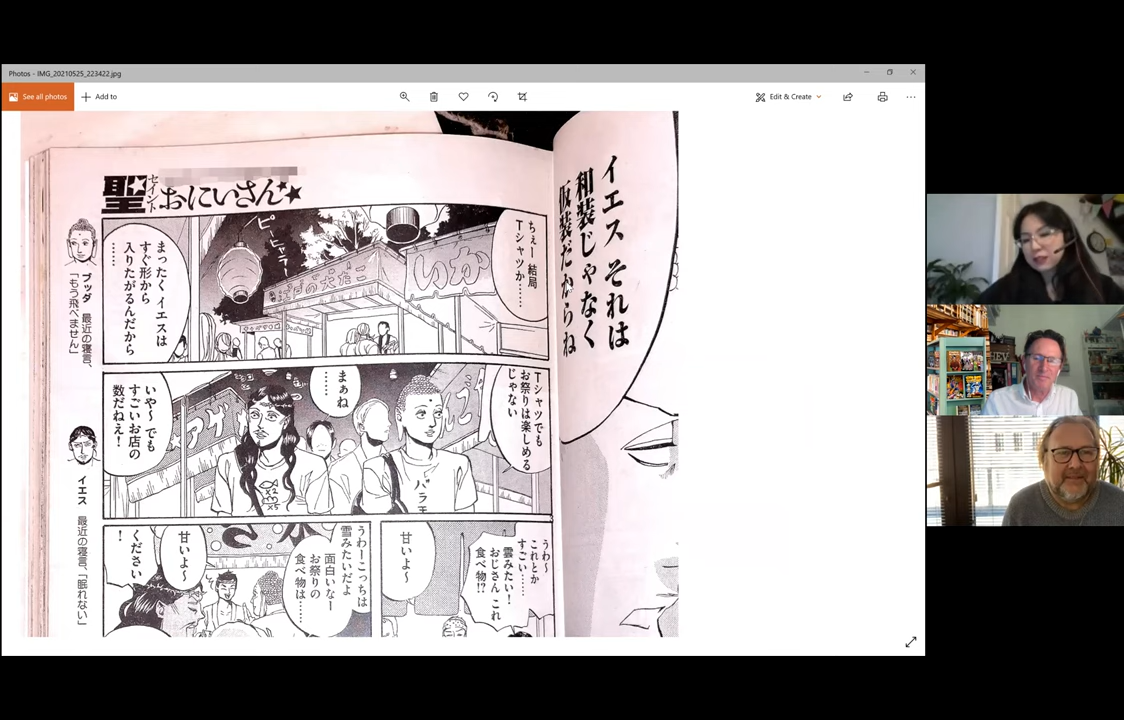 Photos - IMG_20210525_223422.jpg
See all photos
Add to
Edit & Create
イエス それは
和装じゃなく
仮装だからね
聖☆おにいさん
セイント
ちぇー 結局
Tシャツか……
ピーヒャラ〜
いか
まったく イエスは
すぐ形から
入りたがるんだから
……
ブッダ 最近の寝言、
「もう飛べません」
Tシャツでも
お祭りは楽しめる
じゃない
まぁね
……
アゲ
いや〜 でも
すごいお店の
数だねえ!
x2
x5
イエス 最近の寝言、「眠れない」
うわ〜
これとか
すごい……
雲みたい!
おじさん これ
食べ物!?
甘いよ〜
うわーこっちは
雪みたいだよ
面白いなー
お祭りの
食べ物は……
甘いよ〜
ください
!